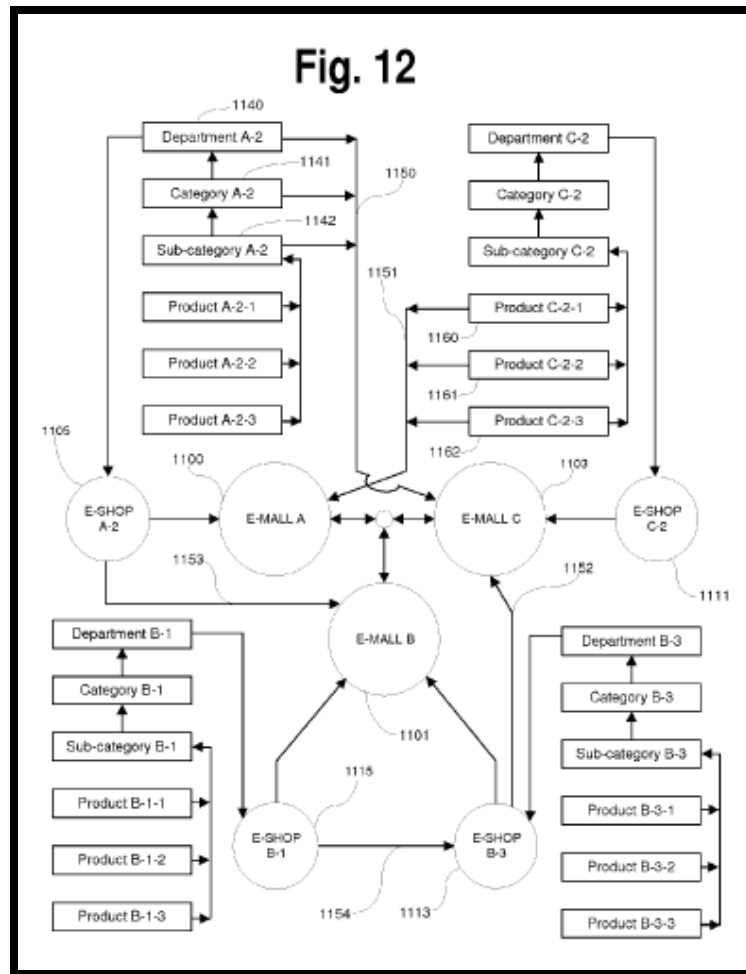 Fig. 12
1140
Department A-2
Department C-2
1141
1150
Category A-2
Category C-2
1142
Sub-category A-2
Sub-category C-2
1151
Product A-2-1
Product C-2-1
1160
Product A-2-2
Product C-2-2
1161
Product A-2-3
Product C-2-3
1162
1105
1100
1103
E-SHOP
A-2
E-MALL A
E-MALL C
E-SHOP
C-2
1153
1152
1111
Department B-1
E-MALL B
Department B-3
Category B-1
Category B-3
1101
Sub-category B-1
Sub-category B-3
1115
Product B-1-1
Product B-3-1
E-SHOP
B-1
E-SHOP
B-3
Product B-1-2
Product B-3-2
1154
1113
Product B-1-3
Product B-3-3